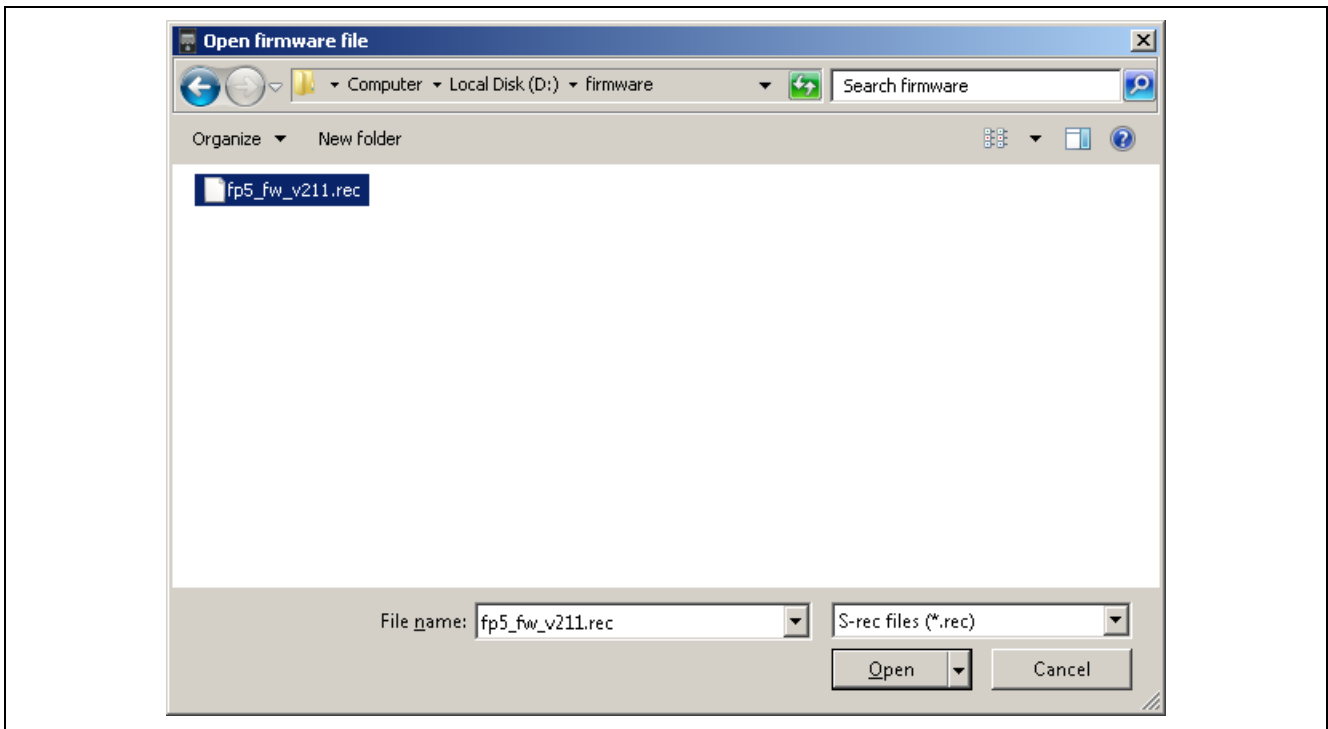 Open firmware file
Computer Local Disk (D:) firmware Search firmware
Organize New folder
fp5_fw_v211.rec
File name: fp5_fw_v211.rec S-rec files (*.rec)
Open Cancel